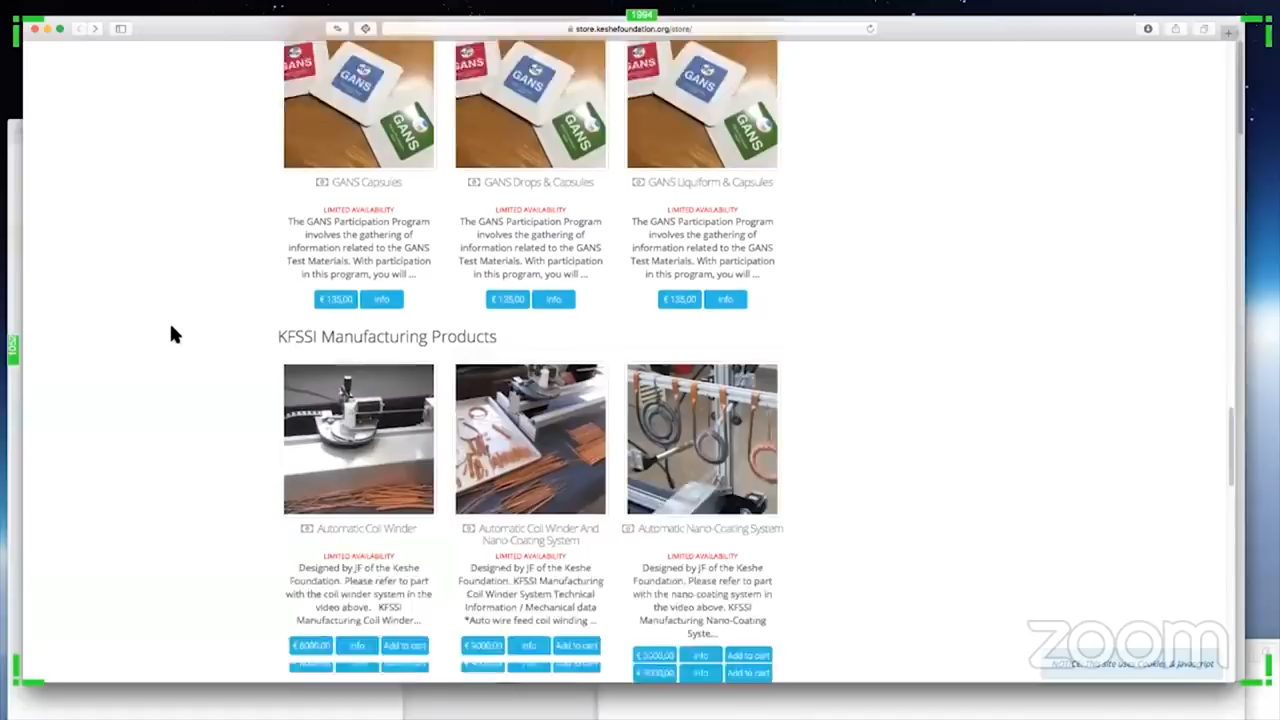 1994
store.keshefoundation.org/store/
GANS GANS GANS GANS GANS GANS
GANS Capsules
GANS Drops & Capsules
GANS Liquiform & Capsules
LIMITED AVAILABILITY
The GANS Participation Program
involves the gathering of
information related to the GANS
Test Materials. With participation
in this program, you will ...
€ 135,00 Info
LIMITED AVAILABILITY
The GANS Participation Program
involves the gathering of
information related to the GANS
Test Materials. With participation
in this program, you will ...
€ 135,00 Info
LIMITED AVAILABILITY
The GANS Participation Program
involves the gathering of
information related to the GANS
Test Materials. With participation
in this program, you will ...
€ 135,00 Info
KFSSI Manufacturing Products
Automatic Coil Winder
LIMITED AVAILABILITY
Designed by JF of the Keshe
Foundation. Please refer to part
with the coil winder system in the
video above. KFSSI
Manufacturing Coil Winder...
Info Add to cart
Automatic Coil Winder And
Nano-Coating System
LIMITED AVAILABILITY
Designed by JF of the Keshe
Foundation. KFSSI Manufacturing
Coil Winder System Technical
Information / Mechanical data
*Auto wire feed coil winding ...
Info Add to cart
Automatic Nano-Coating System
LIMITED AVAILABILITY
Designed by JF of the Keshe
Foundation. Please refer to part
with the nano-coating system in
the video above. KFSSI
Manufacturing Nano-Coating
Syste...
Info Add to cart
Info Add to cart
zoom
NOTICE: This site uses Cookies & Javascript